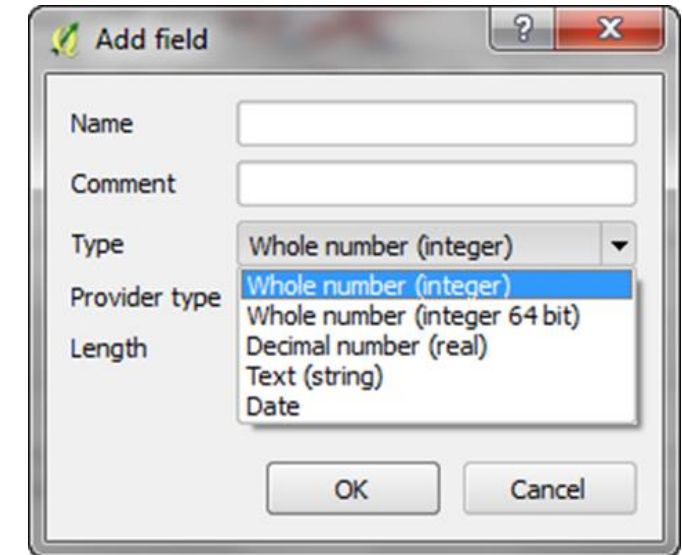 Add field
Name
Comment
Type Whole number (integer)
Whole number (integer)
Provider type
Whole number (integer 64 bit)
Length
Decimal number (real)
Text (string)
Date
OK Cancel